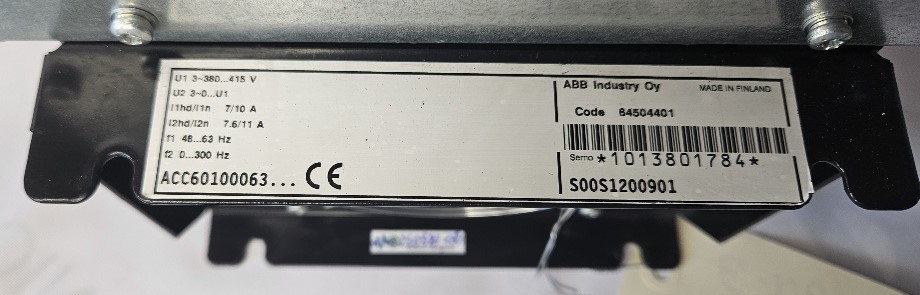 U1 3~380...415 V
U2 3~0...U1
I1hd/I1n 7/10 A
I2hd/I2n 7.6/11 A
f1 48...63 Hz
f2 0...300 Hz
ACC60100063... CE
ABB Industry Oy MADE IN FINLAND
Code 64504401
Serno *1013801784*
S00S1200901